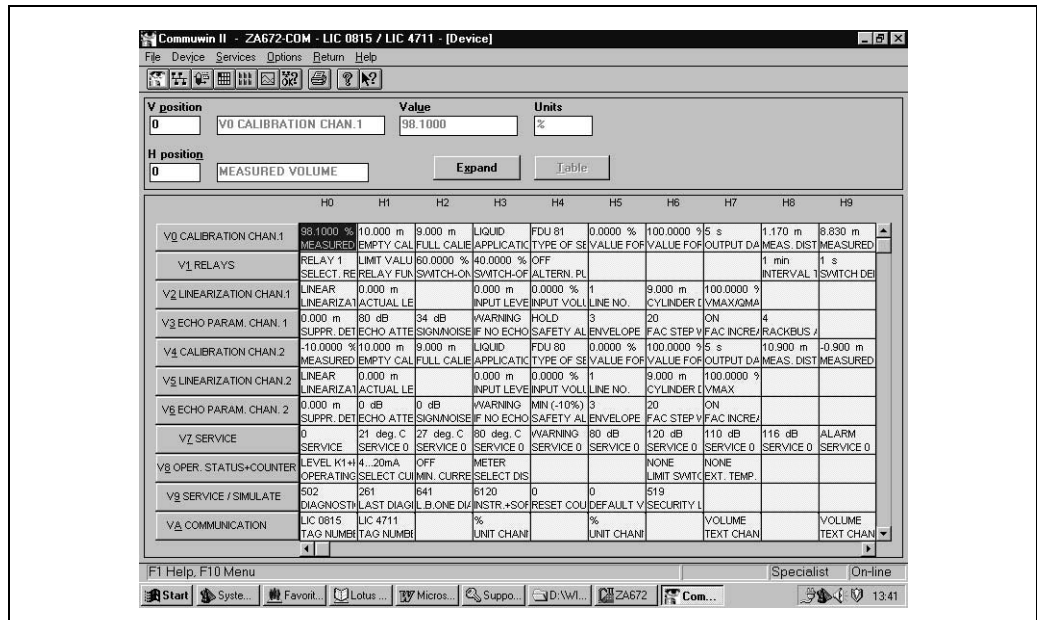 Commuwin II - ZA672-COM - LIC 0815 / LIC 4711 - [Device]
File Device Services Options Return Help
V position Value Units
0 V0 CALIBRATION CHAN.1 98.1000 %
H position
0 MEASURED VOLUME Expand Table
H0 H1 H2 H3 H4 H5 H6 H7 H8 H9
V0 CALIBRATION CHAN.1 98.1000 % 10.000 m 9.000 m LIQUID FDU 81 0.0000 % 100.0000 % 5 s 1.170 m 8.830 m
MEASURED EMPTY CAL FULL CALIE APPLICATIC TYPE OF SE VALUE FOR VALUE FOR OUTPUT DA MEAS. DIST MEASURED
V1 RELAYS RELAY 1 LIMIT VALU 60.0000 % 40.0000 % OFF 1 min 1 s
SELECT. RE RELAY FUN SWITCH-ON SWITCH-OF ALTERN. PU INTERVAL 1 SWITCH DEI
V2 LINEARIZATION CHAN.1 LINEAR 0.000 m 0.000 m 0.0000 % 1 9.000 m 100.0000 %
LINEARIZAT ACTUAL LE INPUT LEVE INPUT VOLU LINE NO. CYLINDER D VMAX/QMA
V3 ECHO PARAM. CHAN. 1 0.000 m 80 dB 34 dB WARNING HOLD 3 20 ON 4
SUPPR. DET ECHO ATTE SIGN/NOISE IF NO ECHO SAFETY AL ENVELOPE FAC STEP V FAC INCREA RACKBUS A
V4 CALIBRATION CHAN.2 -10.0000 % 10.000 m 9.000 m LIQUID FDU 80 0.0000 % 100.0000 % 5 s 10.900 m -0.900 m
MEASURED EMPTY CAL FULL CALIE APPLICATIC TYPE OF SE VALUE FOR VALUE FOR OUTPUT DA MEAS. DIST MEASURED
V5 LINEARIZATION CHAN.2 LINEAR 0.000 m 0.000 m 0.0000 % 1 9.000 m 100.0000 %
LINEARIZAT ACTUAL LE INPUT LEVE INPUT VOLU LINE NO. CYLINDER D VMAX
V6 ECHO PARAM. CHAN. 2 0.000 m 0 dB 0 dB WARNING MIN (-10%) 3 20 ON
SUPPR. DET ECHO ATTE SIGN/NOISE IF NO ECHO SAFETY AL ENVELOPE FAC STEP V FAC INCREA
V7 SERVICE 0 21 deg. C 27 deg. C 80 deg. C WARNING 80 dB 120 dB 110 dB 116 dB ALARM
SERVICE SERVICE 0 SERVICE 0 SERVICE 0 SERVICE 0 SERVICE 0 SERVICE 0 SERVICE 0 SERVICE 0 SERVICE 0
V8 OPER. STATUS+COUNTER LEVEL K1+K 4...20mA OFF METER NONE NONE
OPERATING SELECT CU MIN. CURRE SELECT DIS LIMIT SWITC EXT. TEMP.
V9 SERVICE / SIMULATE 502 261 641 6120 0 0 519
DIAGNOSTI LAST DIAG L.B.ONE DIA INSTR.+SOF RESET COU DEFAULT V SECURITY L
VA COMMUNICATION LIC 0815 LIC 4711 % % VOLUME VOLUME
TAG NUMBE TAG NUMBE UNIT CHAN UNIT CHAN TEXT CHAN TEXT CHAN
F1 Help, F10 Menu Specialist On-line
Start Syste... Favorit... Lotus ... Micros... Suppo... D:\WI... ZA672 Com... 13:41